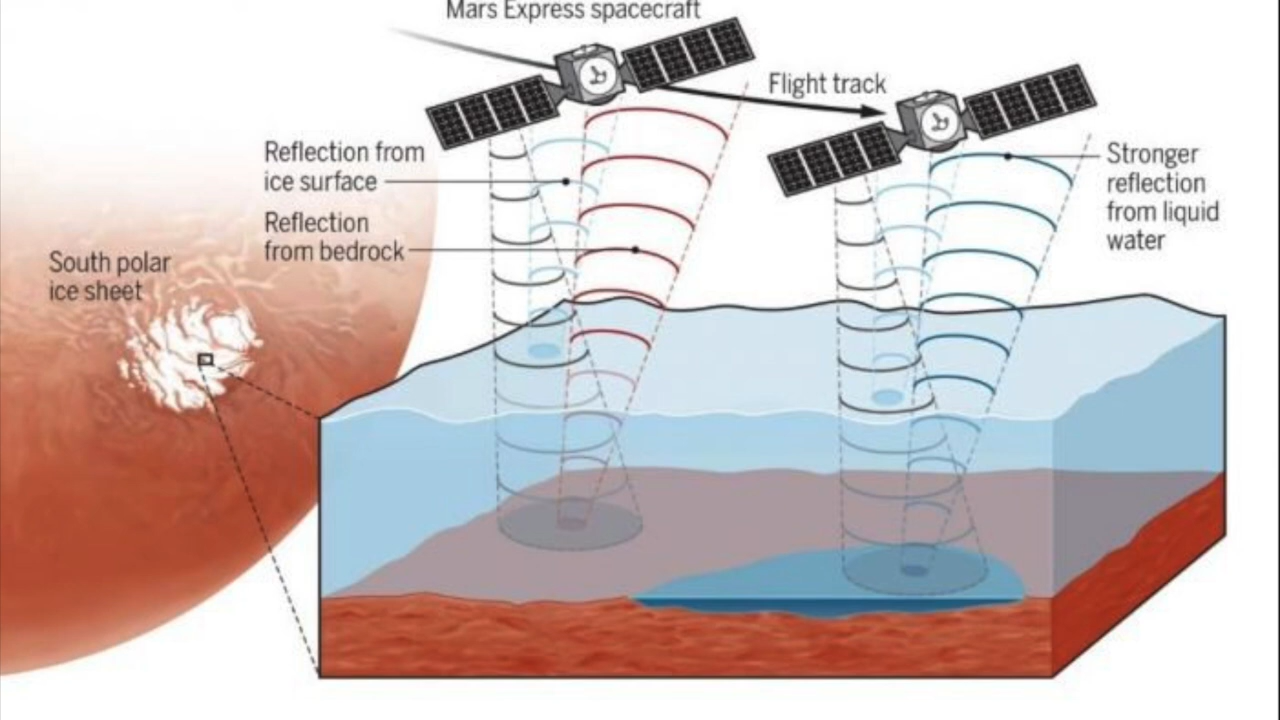 Mars Express spacecraft
Flight track
Reflection from
ice surface
Reflection
from bedrock
Stronger
reflection
from liquid
water
South polar
ice sheet